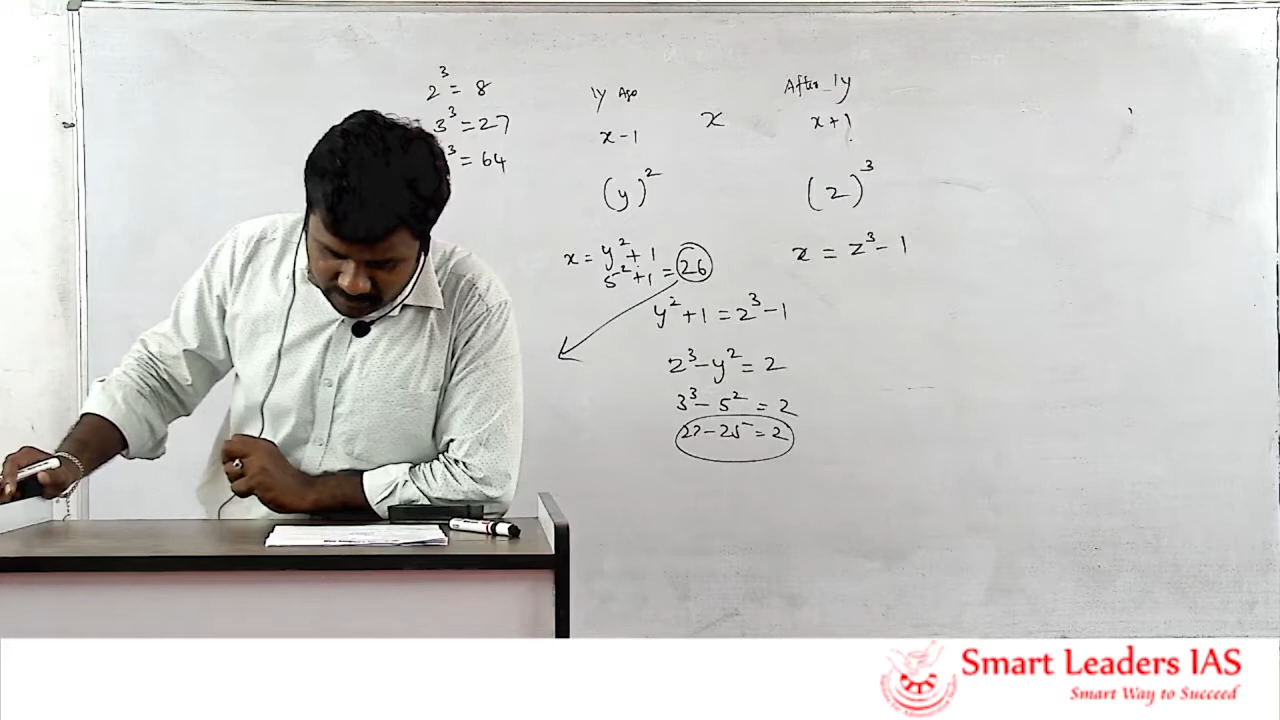 2³ = 8
3³ = 27
³ = 64
1y Ago
x - 1
(y)²
x = y² + 1
5² + 1 = 26
x
After 1y
x + 1
(z)³
x = z³ - 1
y² + 1 = z³ - 1
z³ - y² = 2
3³ - 5² = 2
27 - 25 = 2
Smart Leaders IAS
Smart Way to Succeed